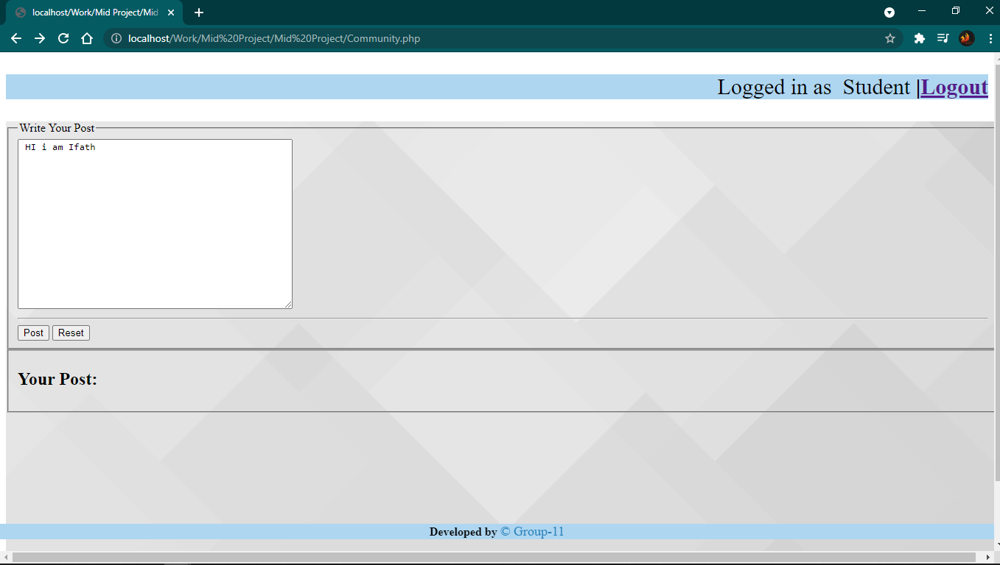 localhost/Work/Mid Project/Mid
localhost/Work/Mid%20Project/Mid%20Project/Community.php
Logged in as  Student |Logout
Write Your Post
HI i am Ifath
Post Reset
Your Post:
Developed by © Group-11